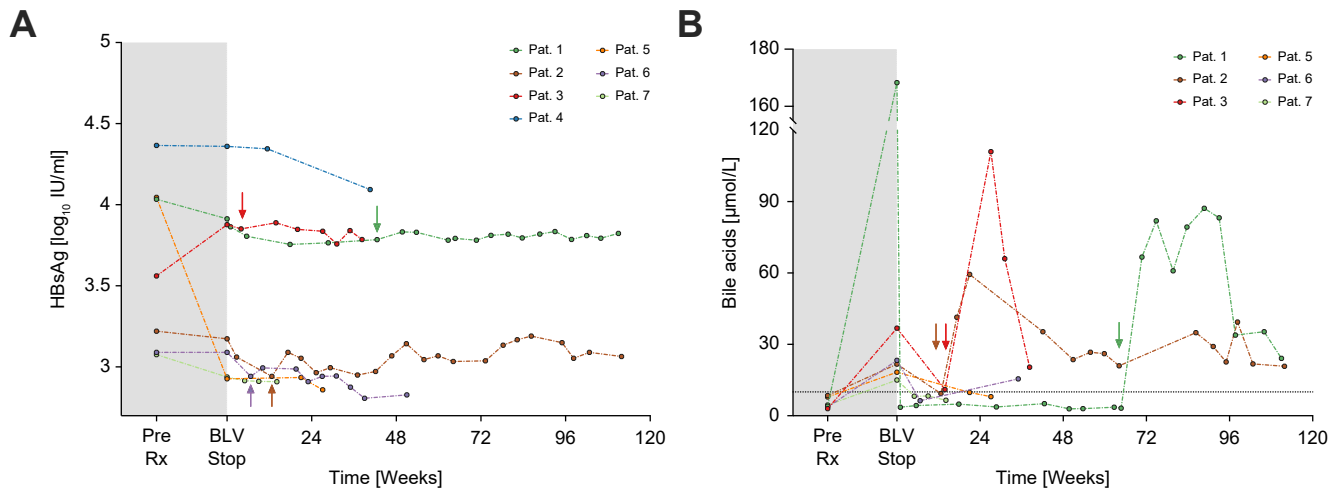 A
HBsAg [log10 IU/ml]
5
4.5
4
3.5
3
Pat. 1
Pat. 2
Pat. 3
Pat. 4
Pat. 5
Pat. 6
Pat. 7
Pre
Rx
BLV
Stop
24
48
72
96
120
Time [Weeks]
B
Bile acids [µmol/L]
180
160
120
90
60
30
0
Pat. 1
Pat. 2
Pat. 3
Pat. 5
Pat. 6
Pat. 7
Pre
Rx
BLV
Stop
24
48
72
96
120
Time [Weeks]